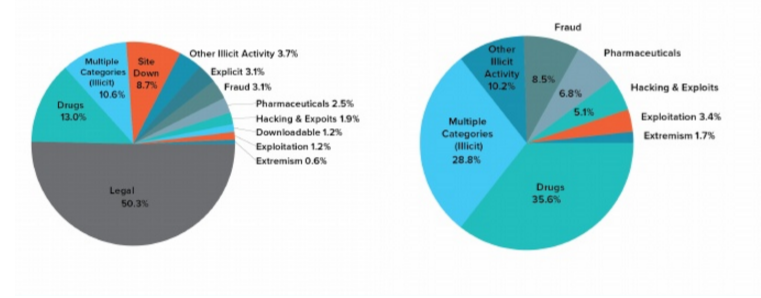 Multiple
Categories
(Illicit)
10.6%
Site
Down
8.7%
Other Illicit Activity 3.7%
Explicit 3.1%
Fraud 3.1%
Pharmaceuticals 2.5%
Hacking & Expoits 1.9%
Downloadable 1.2%
Exploitation 1.2%
Extremism 0.6%
Drugs
13.0%
Legal
50.3%
Fraud
8.5%
Pharmaceuticals
6.8%
Hacking & Exploits
5.1%
Exploitation 3.4%
Extremism 1.7%
Other
Illicit
Activity
10.2%
Multiple
Categories
(Illicit)
28.8%
Drugs
35.6%